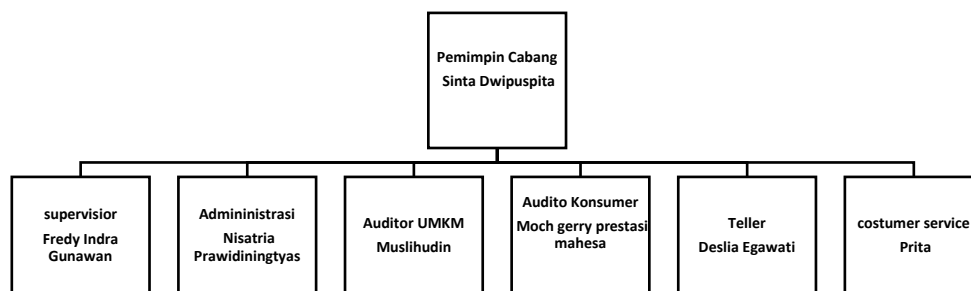 Pemimpin Cabang
Sinta Dwipuspita
supervisior
Fredy Indra
Gunawan
Admininistrasi
Nisatria
Prawidiningtyas
Auditor UMKM
Muslihudin
Audito Konsumer
Moch gerry prestasi
mahesa
Teller
Deslia Egawati
costumer service
Prita